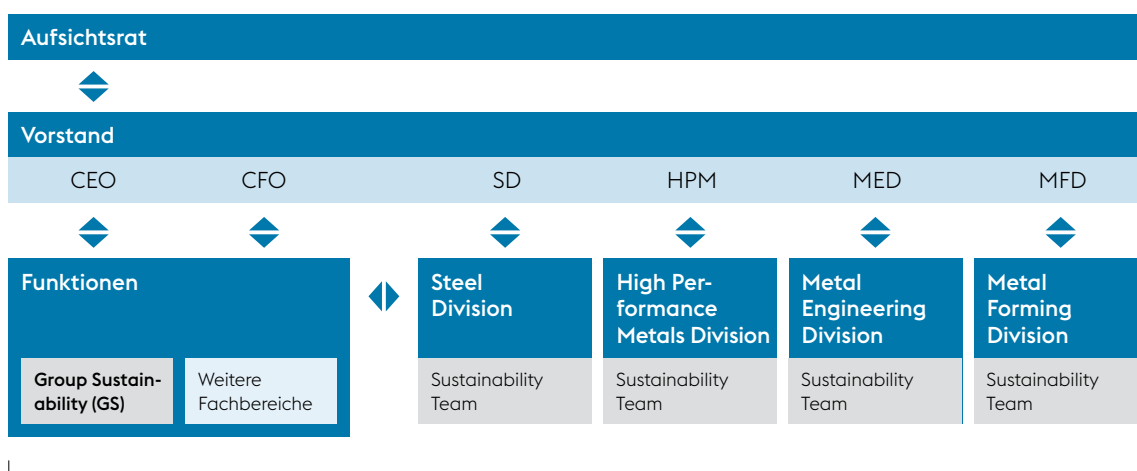 Aufsichtsrat
Vorstand
CEO
CFO
SD
HPM
MED
MFD
Funktionen
Group Sustain-
ability (GS)
Weitere
Fachbereiche
Steel
Division
Sustainability
Team
High Per-
formance
Metals Division
Sustainability
Team
Metal
Engineering
Division
Sustainability
Team
Metal
Forming
Division
Sustainability
Team